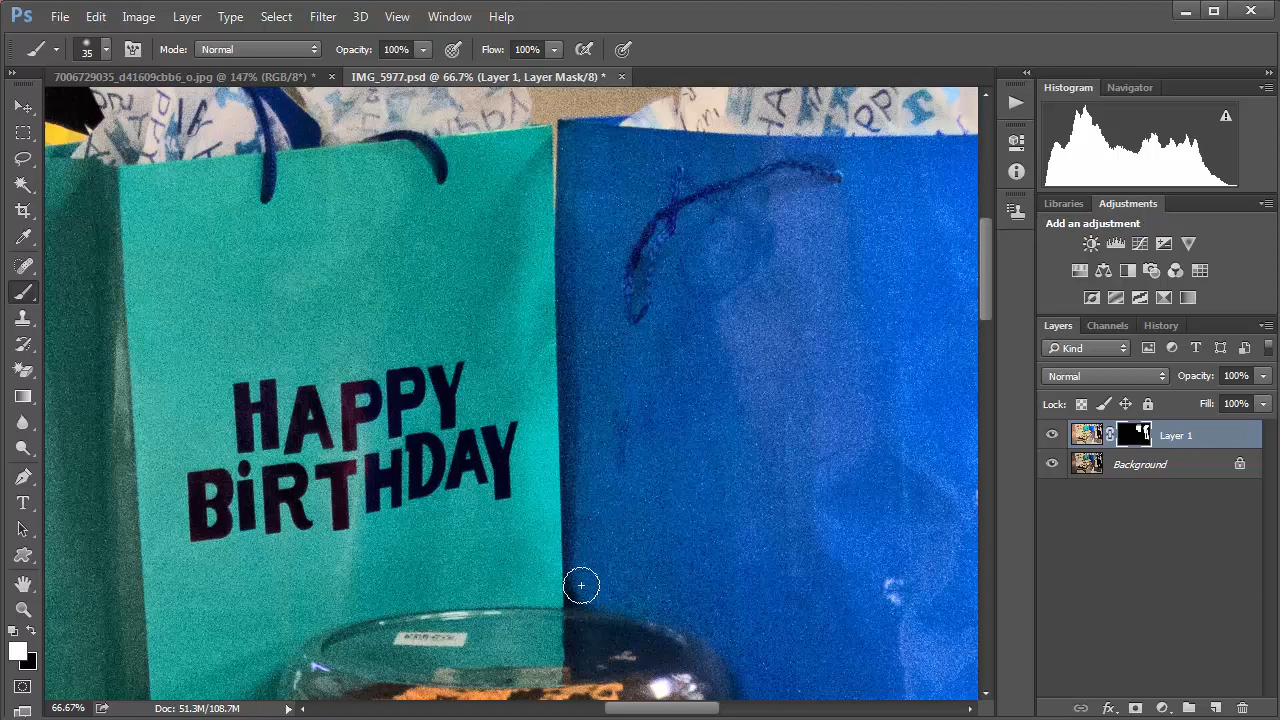 Ps File Edit Image Layer Type Select Filter 3D View Window Help
35 Mode: Normal Opacity: 100% Flow: 100%
7006729035_d41609cbb6_o.jpg @ 147% (RGB/8*) * × IMG_5977.psd @ 66.7% (Layer 1, Layer Mask/8) * ×
HAPPY
BiRTHDAY
Histogram Navigator
Libraries Adjustments
Add an adjustment
Layers Channels History
Kind
Normal Opacity: 100%
Lock: Fill: 100%
Layer 1
Background
66.67% Doc: 51.3M/108.7M